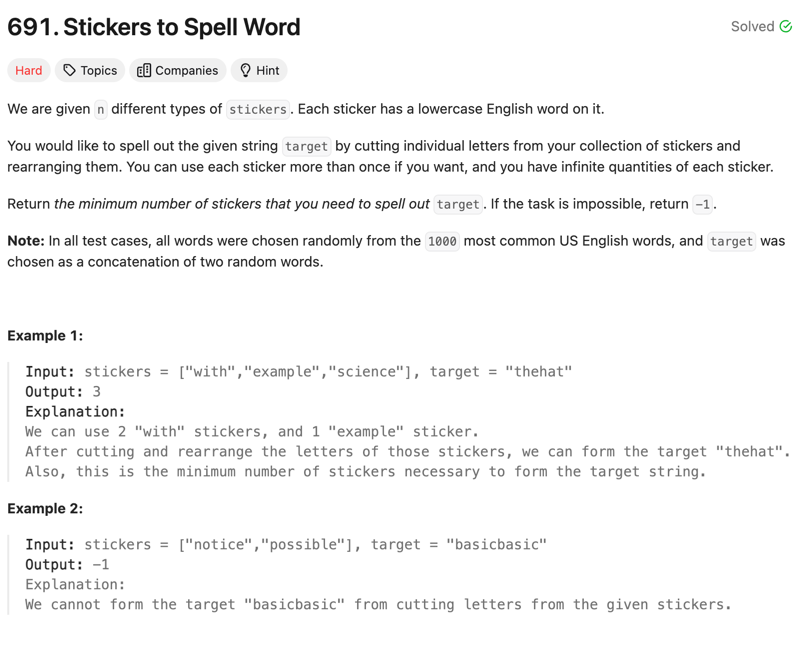 691. Stickers to Spell Word
Solved
Hard Topics Companies Hint
We are given n different types of stickers. Each sticker has a lowercase English word on it.
You would like to spell out the given string target by cutting individual letters from your collection of stickers and
rearranging them. You can use each sticker more than once if you want, and you have infinite quantities of each sticker.
Return the minimum number of stickers that you need to spell out target. If the task is impossible, return -1.
Note: In all test cases, all words were chosen randomly from the 1000 most common US English words, and target was
chosen as a concatenation of two random words.
Example 1:
Input: stickers = ["with","example","science"], target = "thehat"
Output: 3
Explanation:
We can use 2 "with" stickers, and 1 "example" sticker.
After cutting and rearrange the letters of those stickers, we can form the target "thehat".
Also, this is the minimum number of stickers necessary to form the target string.
Example 2:
Input: stickers = ["notice","possible"], target = "basicbasic"
Output: -1
Explanation:
We cannot form the target "basicbasic" from cutting letters from the given stickers.